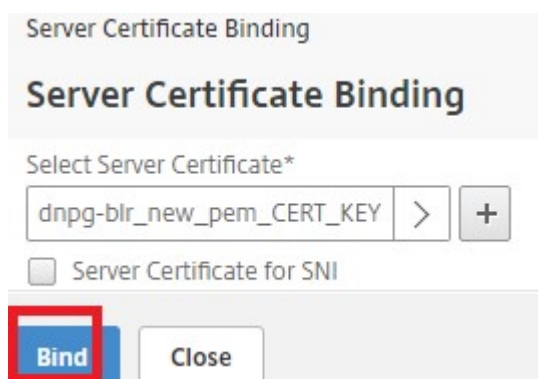 Server Certificate Binding
Server Certificate Binding
Select Server Certificate*
dnpg-blr_new_pem_CERT_KEY > +
Server Certificate for SNI
Bind Close